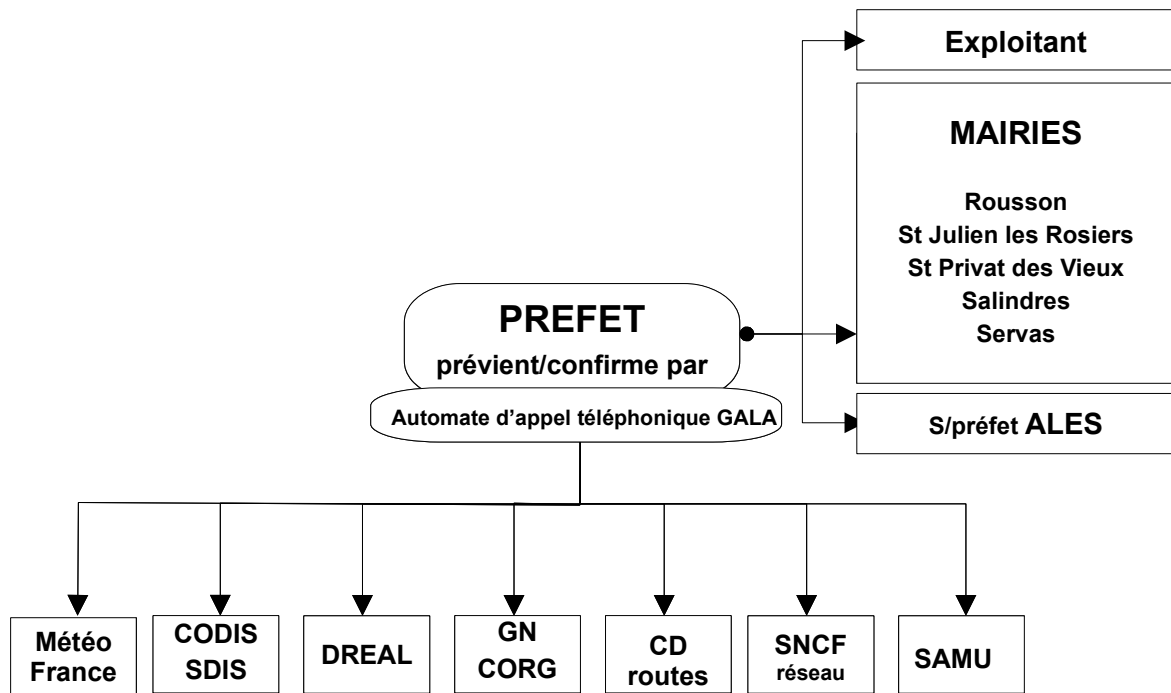 Exploitant
MAIRIES
Rousson
St Julien les Rosiers
St Privat des Vieux
Salindres
Servas
PREFET
prévient/confirme par
Automate d'appel téléphonique GALA
S/préfet ALES
Météo
France
CODIS
SDIS
DREAL
GN
CORG
CD
routes
SNCF
réseau
SAMU